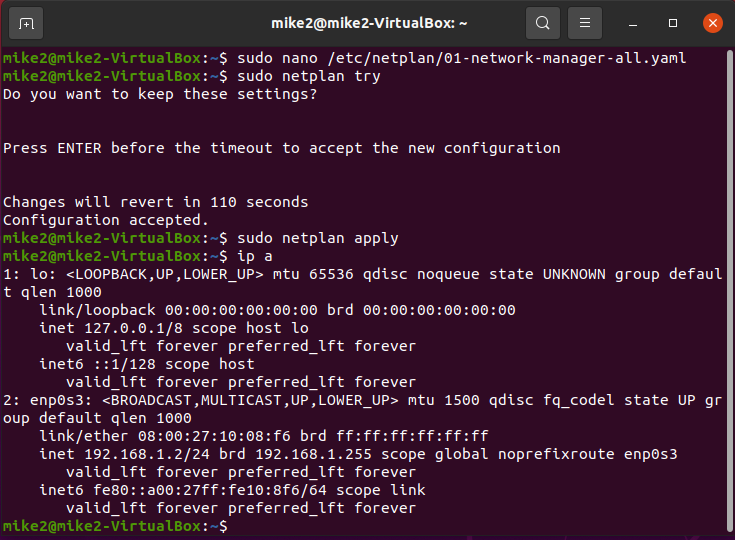 mike2@mike2-VirtualBox: ~
mike2@mike2-VirtualBox:~$ sudo nano /etc/netplan/01-network-manager-all.yaml
mike2@mike2-VirtualBox:~$ sudo netplan try
Do you want to keep these settings?
Press ENTER before the timeout to accept the new configuration
Changes will revert in 110 seconds
Configuration accepted.
mike2@mike2-VirtualBox:~$ sudo netplan apply
mike2@mike2-VirtualBox:~$ ip a
1: lo: <LOOPBACK,UP,LOWER_UP> mtu 65536 qdisc noqueue state UNKNOWN group defaul
t qlen 1000
    link/loopback 00:00:00:00:00:00 brd 00:00:00:00:00:00
    inet 127.0.0.1/8 scope host lo
       valid_lft forever preferred_lft forever
    inet6 ::1/128 scope host
       valid_lft forever preferred_lft forever
2: enp0s3: <BROADCAST,MULTICAST,UP,LOWER_UP> mtu 1500 qdisc fq_codel state UP gr
oup default qlen 1000
    link/ether 08:00:27:10:08:f6 brd ff:ff:ff:ff:ff:ff
    inet 192.168.1.2/24 brd 192.168.1.255 scope global noprefixroute enp0s3
       valid_lft forever preferred_lft forever
    inet6 fe80::a00:27ff:fe10:8f6/64 scope link
       valid_lft forever preferred_lft forever
mike2@mike2-VirtualBox:~$